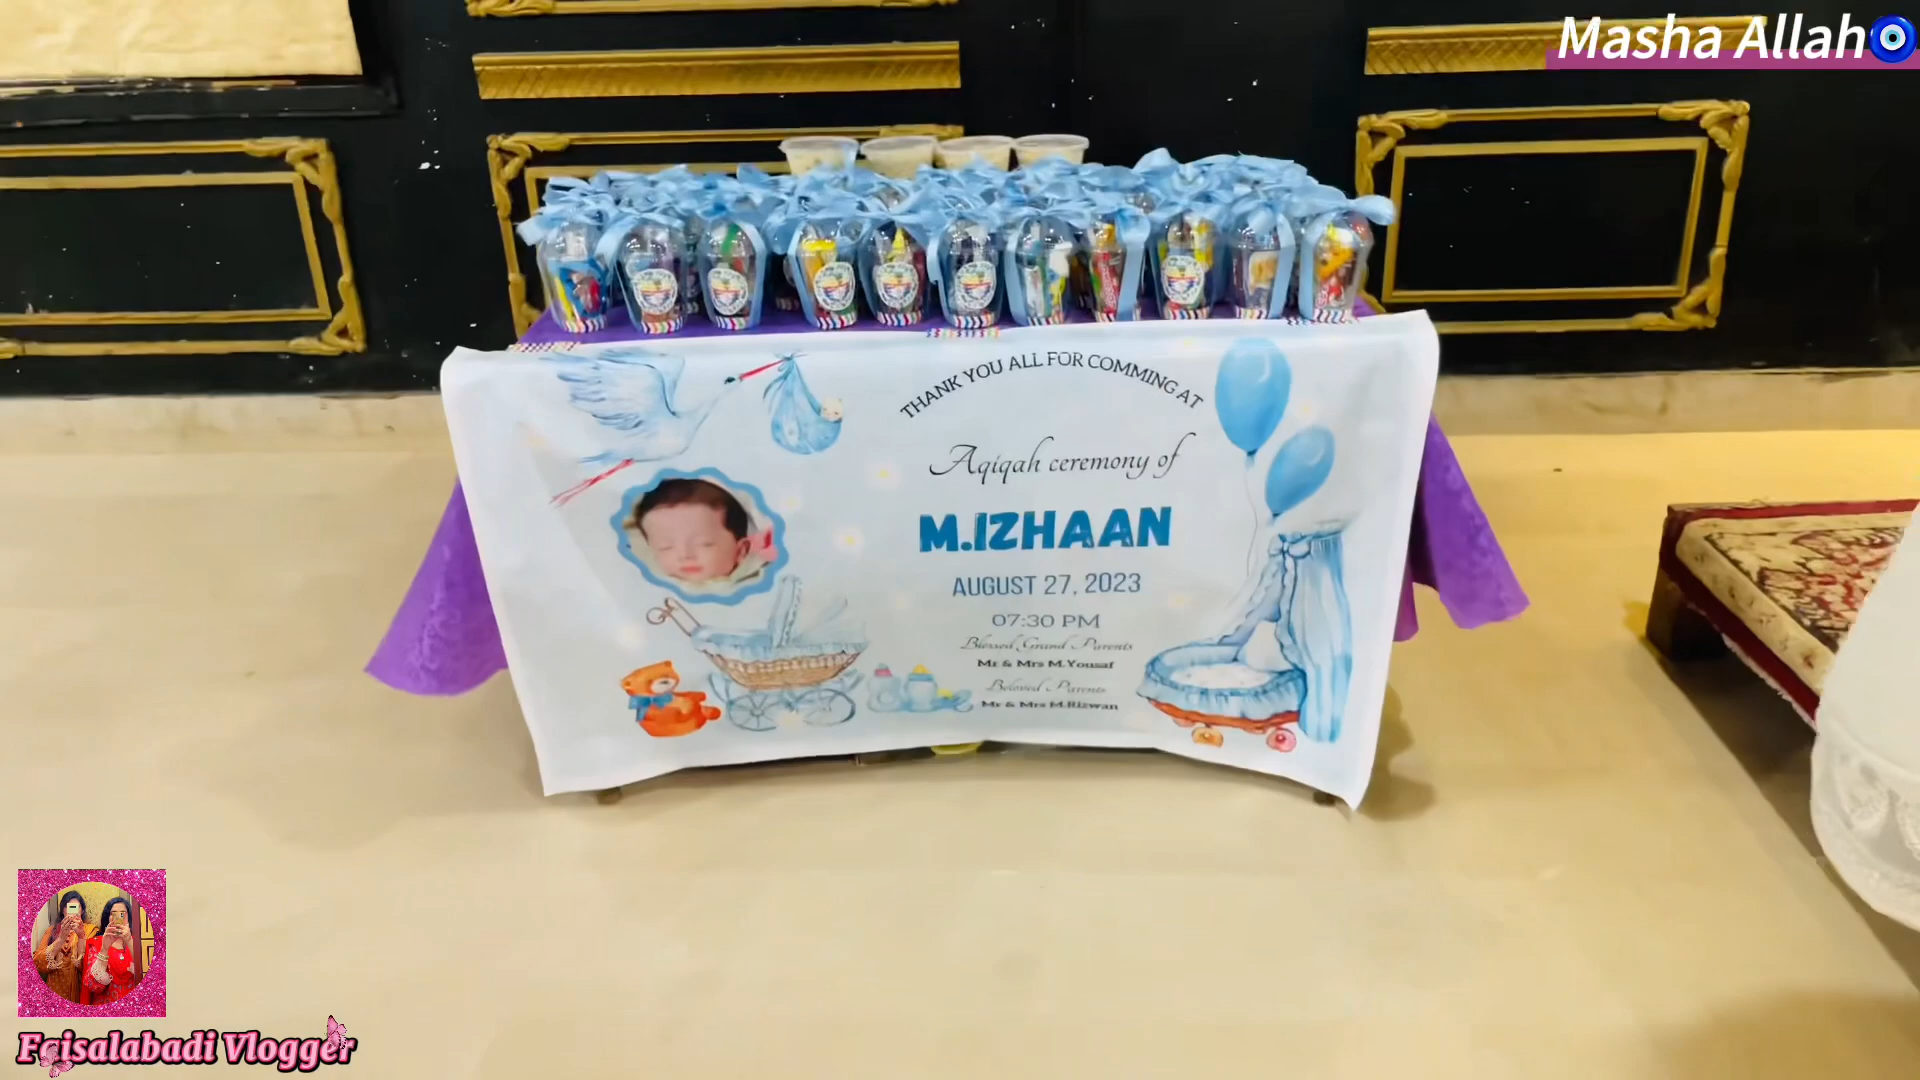 Masha Allah
THANK YOU ALL FOR COMMING AT
Aqiqah ceremony of
M.IZHAAN
AUGUST 27, 2023
07:30 PM
Blessed Grand Parents
Mr & Mrs M.Yousaf
Beloved Parents
Mr & Mrs M.Rizwan
Faisalabadi Vlogger